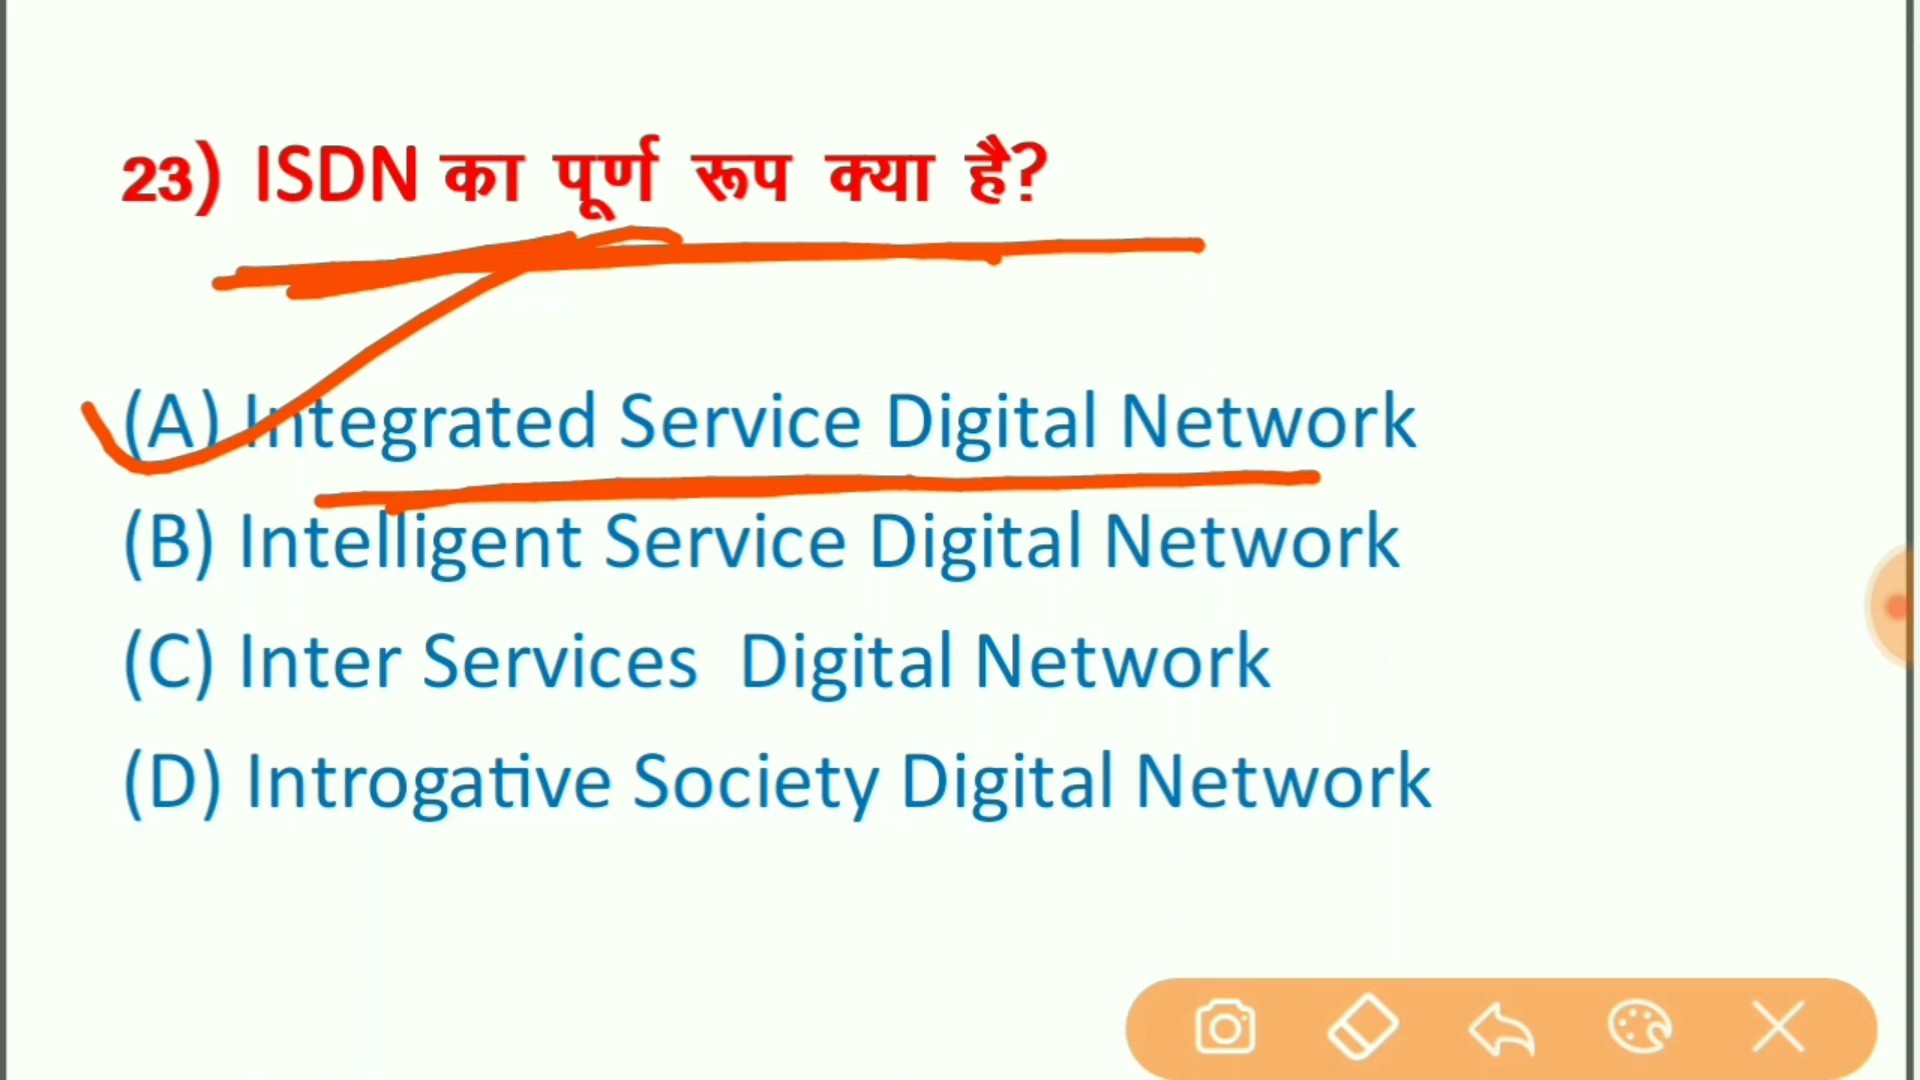 23) ISDN का पूर्ण रूप क्या है?
(A) Integrated Service Digital Network
(B) Intelligent Service Digital Network
(C) Inter Services Digital Network
(D) Introgative Society Digital Network